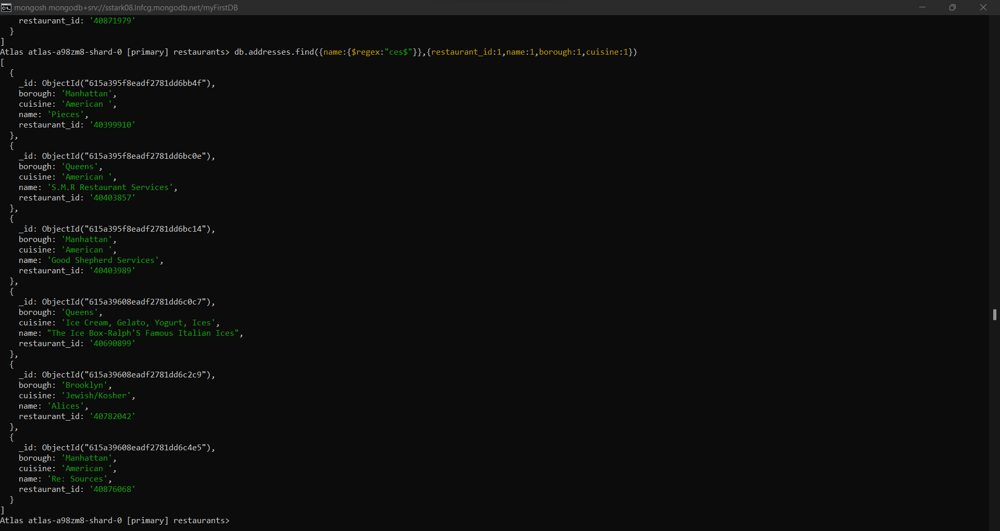 mongosh mongodb+srv://sstark08.lnfcg.mongodb.net/myFirstDB
    restaurant_id: '40871979'
  }
]
Atlas atlas-a98zm8-shard-0 [primary] restaurants> db.addresses.find({name:{$regex:"ces$"}},{restaurant_id:1,name:1,borough:1,cuisine:1})
[
  {
    _id: ObjectId("615a395f8eadf2781dd6bb4f"),
    borough: 'Manhattan',
    cuisine: 'American ',
    name: 'Pieces',
    restaurant_id: '40399910'
  },
  {
    _id: ObjectId("615a395f8eadf2781dd6bc0e"),
    borough: 'Queens',
    cuisine: 'American ',
    name: 'S.M.R Restaurant Services',
    restaurant_id: '40403857'
  },
  {
    _id: ObjectId("615a395f8eadf2781dd6bc14"),
    borough: 'Manhattan',
    cuisine: 'American ',
    name: 'Good Shepherd Services',
    restaurant_id: '40403989'
  },
  {
    _id: ObjectId("615a39608eadf2781dd6c0c7"),
    borough: 'Queens',
    cuisine: 'Ice Cream, Gelato, Yogurt, Ices',
    name: "The Ice Box-Ralph'S Famous Italian Ices",
    restaurant_id: '40690899'
  },
  {
    _id: ObjectId("615a39608eadf2781dd6c2c9"),
    borough: 'Brooklyn',
    cuisine: 'Jewish/Kosher',
    name: 'Alices',
    restaurant_id: '40782042'
  },
  {
    _id: ObjectId("615a39608eadf2781dd6c4e5"),
    borough: 'Manhattan',
    cuisine: 'American ',
    name: 'Re: Sources',
    restaurant_id: '40876068'
  }
]
Atlas atlas-a98zm8-shard-0 [primary] restaurants>